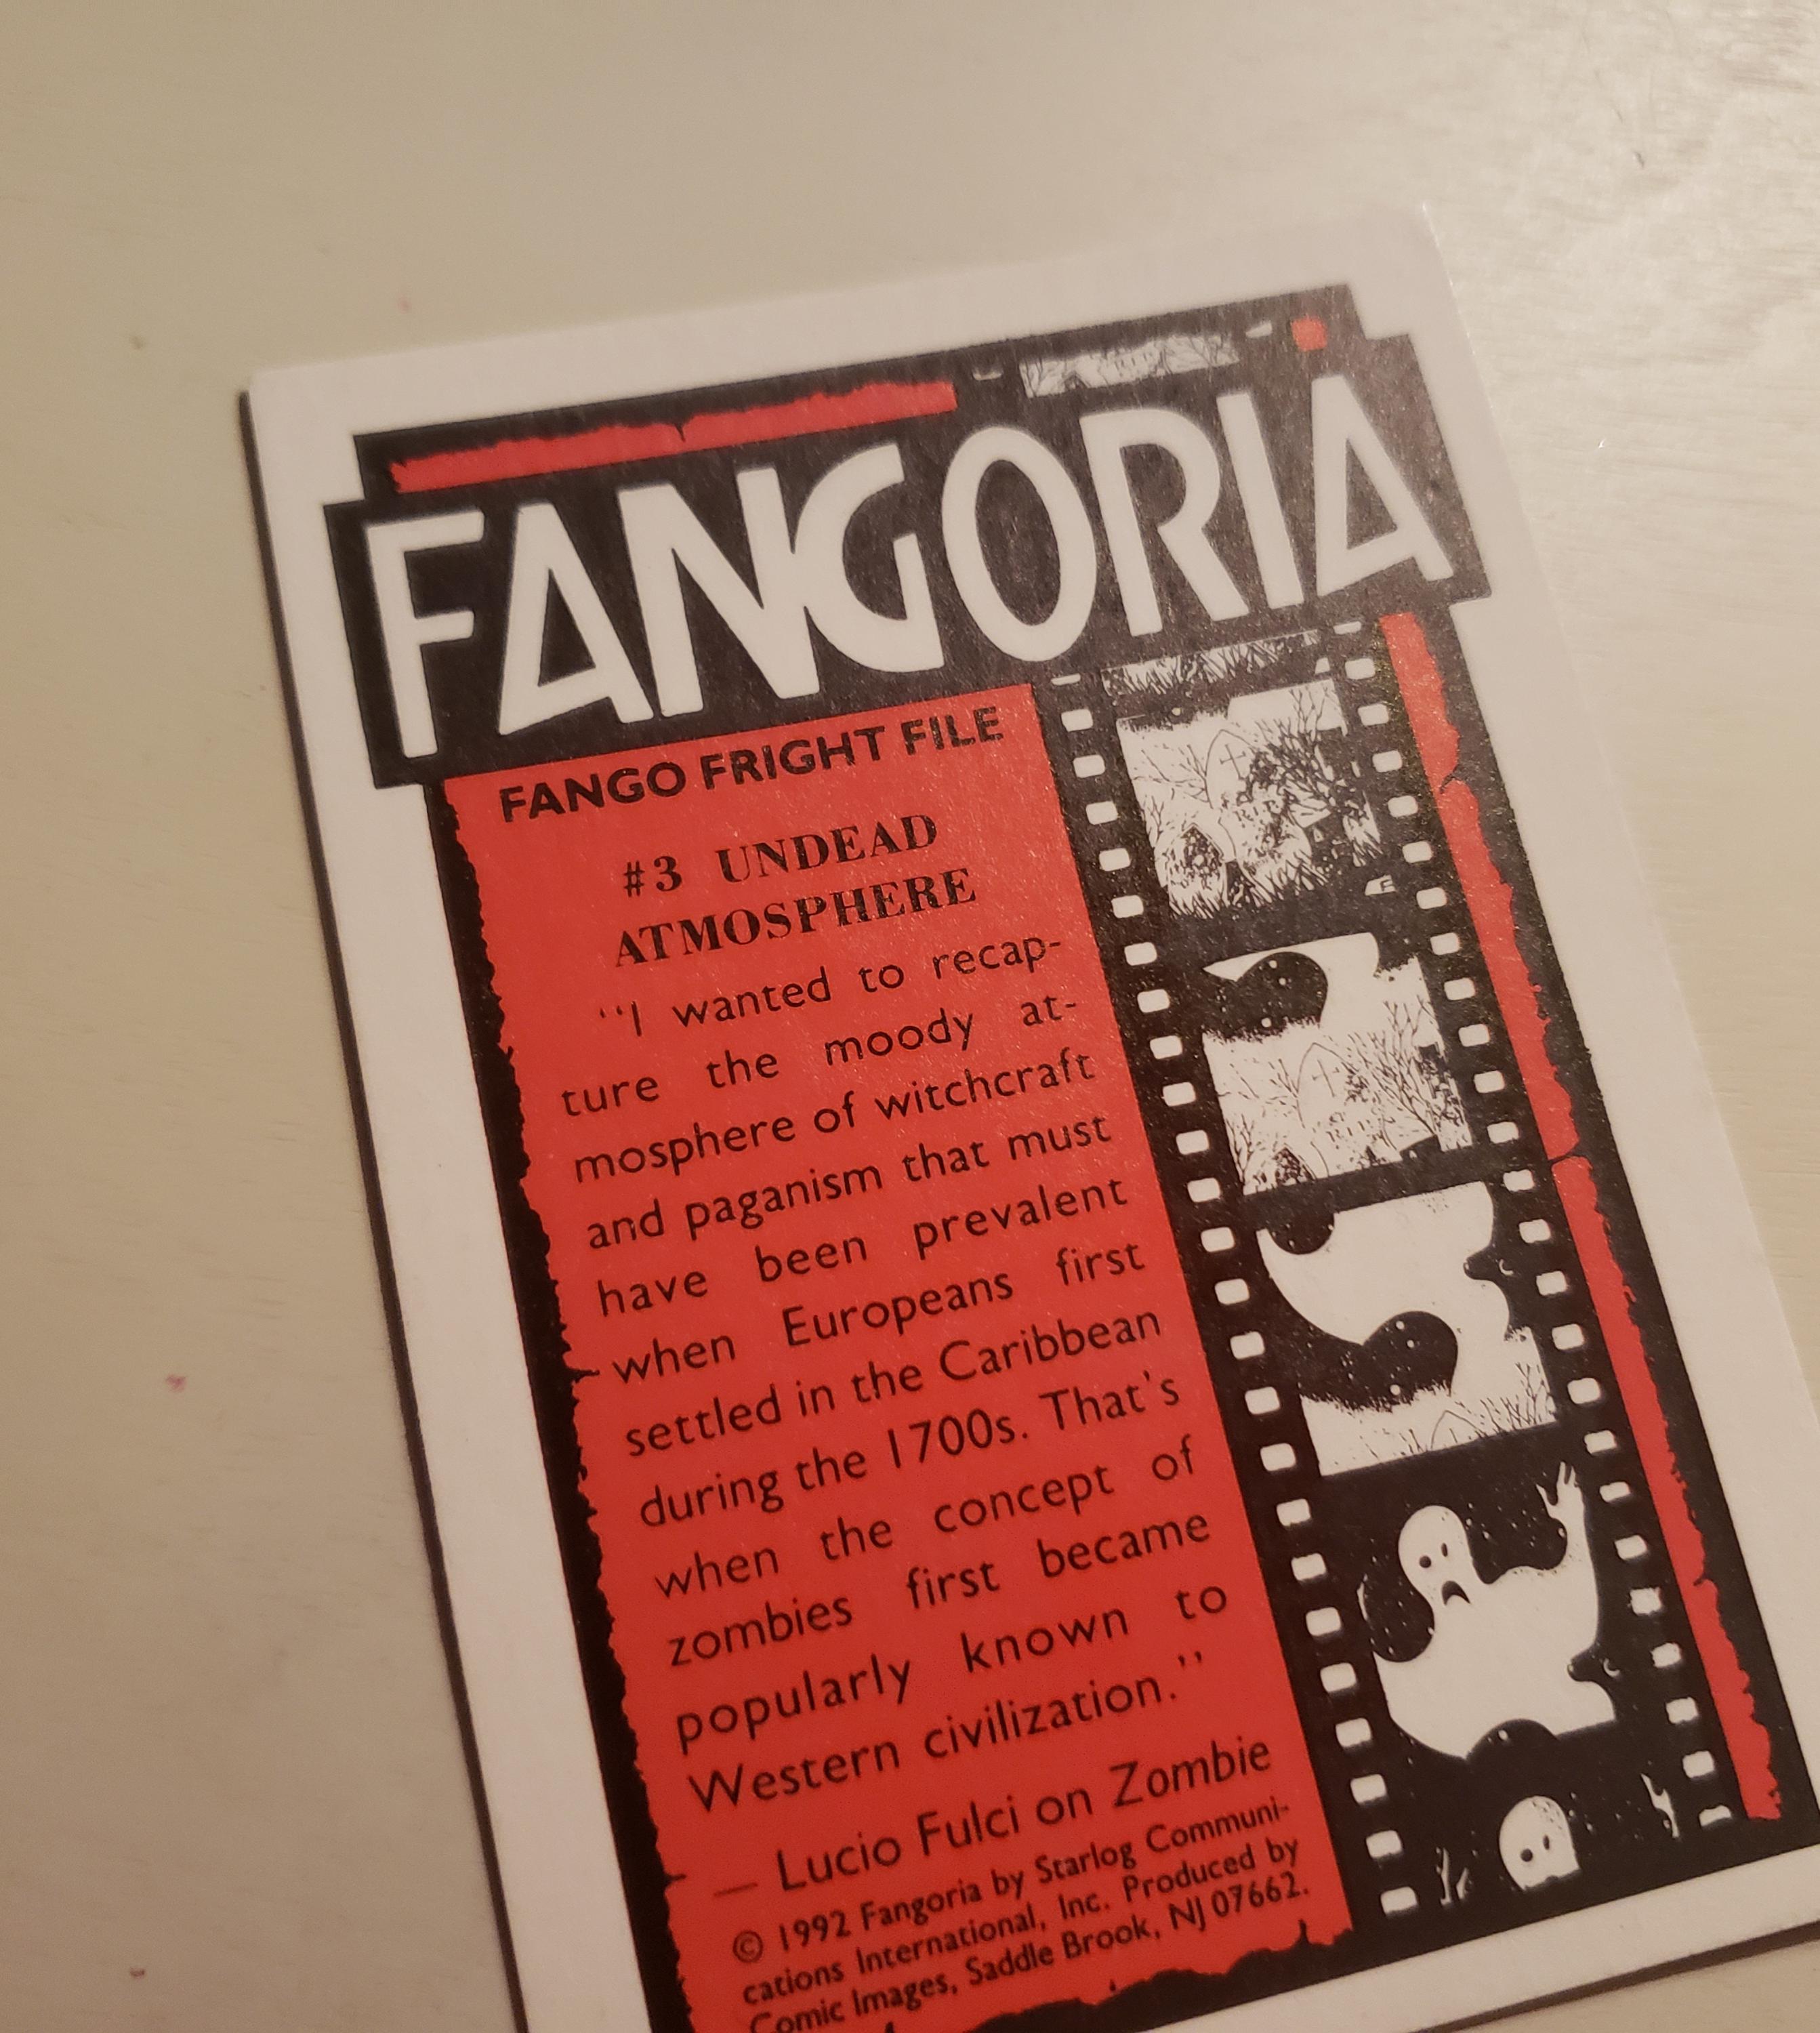 FANGORIA
FANGO FRIGHT FILE
#3 UNDEAD
ATMOSPHERE
"I wanted to recap-
ture the moody at-
mosphere of witchcraft
and paganism that must
have been prevalent
when Europeans first
settled in the Caribbean
during the 1700s. That's
when the concept of
zombies first became
popularly known to
Western civilization."
— Lucio Fulci on Zombie
© 1992 Fangoria by Starlog Communi-
cations International, Inc. Produced by
Comic Images, Saddle Brook, NJ 07662.